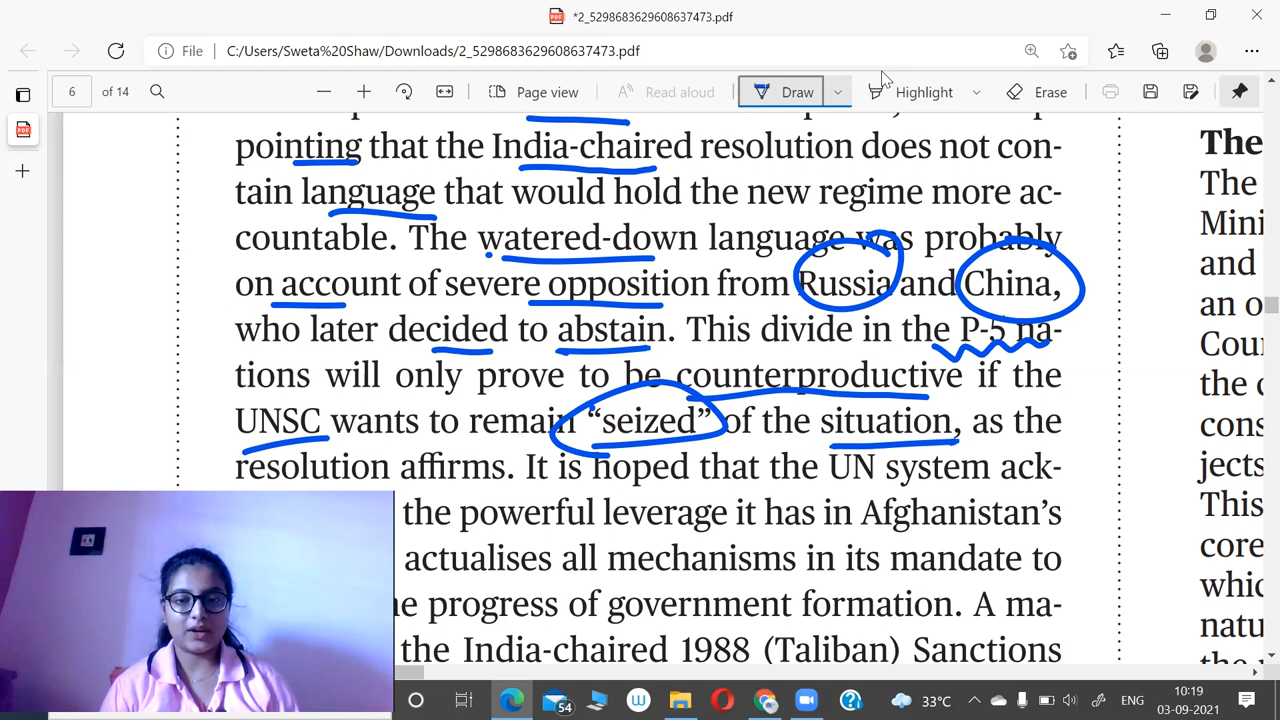 *2_5298683629608637473.pdf
File C:/Users/Sweta%20Shaw/Downloads/2_5298683629608637473.pdf
6 of 14 Page view Read aloud Draw Highlight Erase
pointing that the India-chaired resolution does not con-
tain language that would hold the new regime more ac-
countable. The watered-down language was probably
on account of severe opposition from Russia and China,
who later decided to abstain. This divide in the P-5 na-
tions will only prove to be counterproductive if the
UNSC wants to remain “seized” of the situation, as the
resolution affirms. It is hoped that the UN system ack-
the powerful leverage it has in Afghanistan’s
actualises all mechanisms in its mandate to
progress of government formation. A ma-
the India-chaired 1988 (Taliban) Sanctions
The
The
Mini
and
an o
Cour
the c
cons
jects
This
core
whic
natu
54
33°C ENG 10:19
03-09-2021